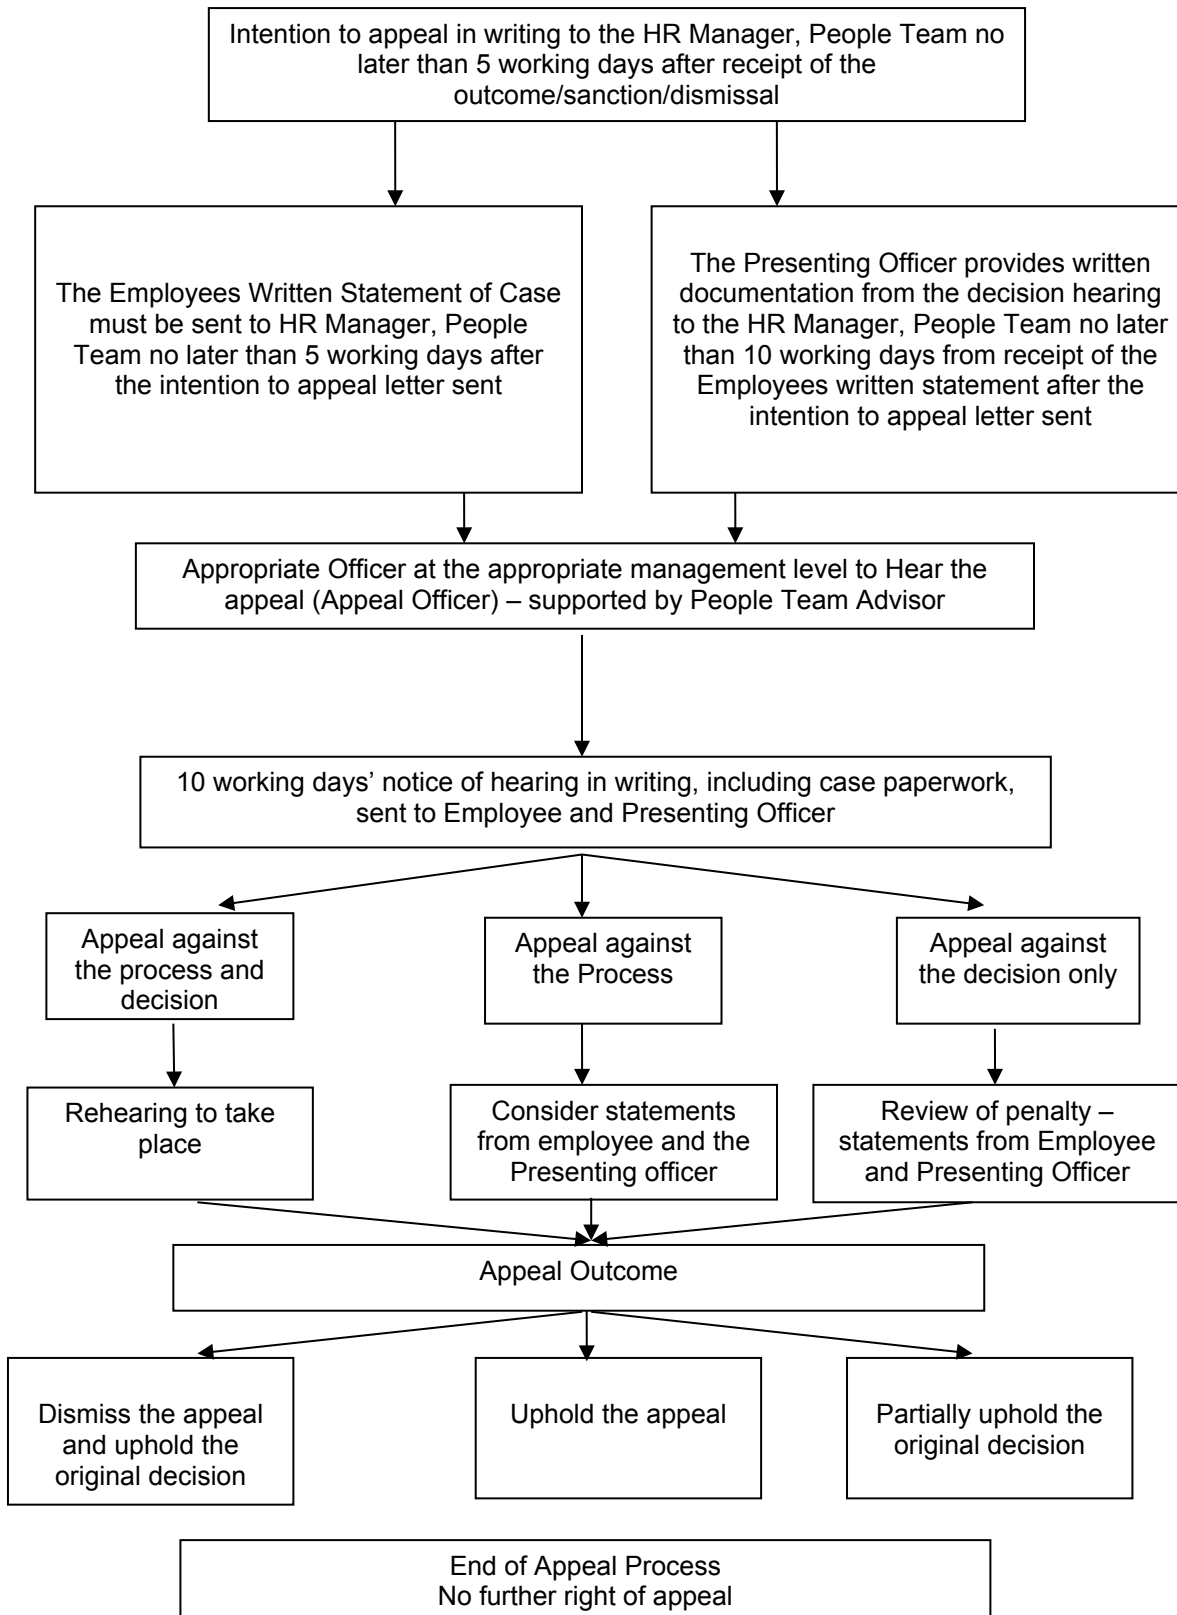 Intention to appeal in writing to the HR Manager, People Team no
later than 5 working days after receipt of the
outcome/sanction/dismissal
The Employees Written Statement of Case
must be sent to HR Manager, People
Team no later than 5 working days after
the intention to appeal letter sent
The Presenting Officer provides written
documentation from the decision hearing
to the HR Manager, People Team no later
than 10 working days from receipt of the
Employees written statement after the
intention to appeal letter sent
Appropriate Officer at the appropriate management level to Hear the
appeal (Appeal Officer) – supported by People Team Advisor
10 working days’ notice of hearing in writing, including case paperwork,
sent to Employee and Presenting Officer
Appeal against
the process and
decision
Appeal against
the Process
Appeal against
the decision only
Rehearing to take
place
Consider statements
from employee and the
Presenting officer
Review of penalty –
statements from Employee
and Presenting Officer
Appeal Outcome
Dismiss the appeal
and uphold the
original decision
Uphold the appeal
Partially uphold the
original decision
End of Appeal Process
No further right of appeal